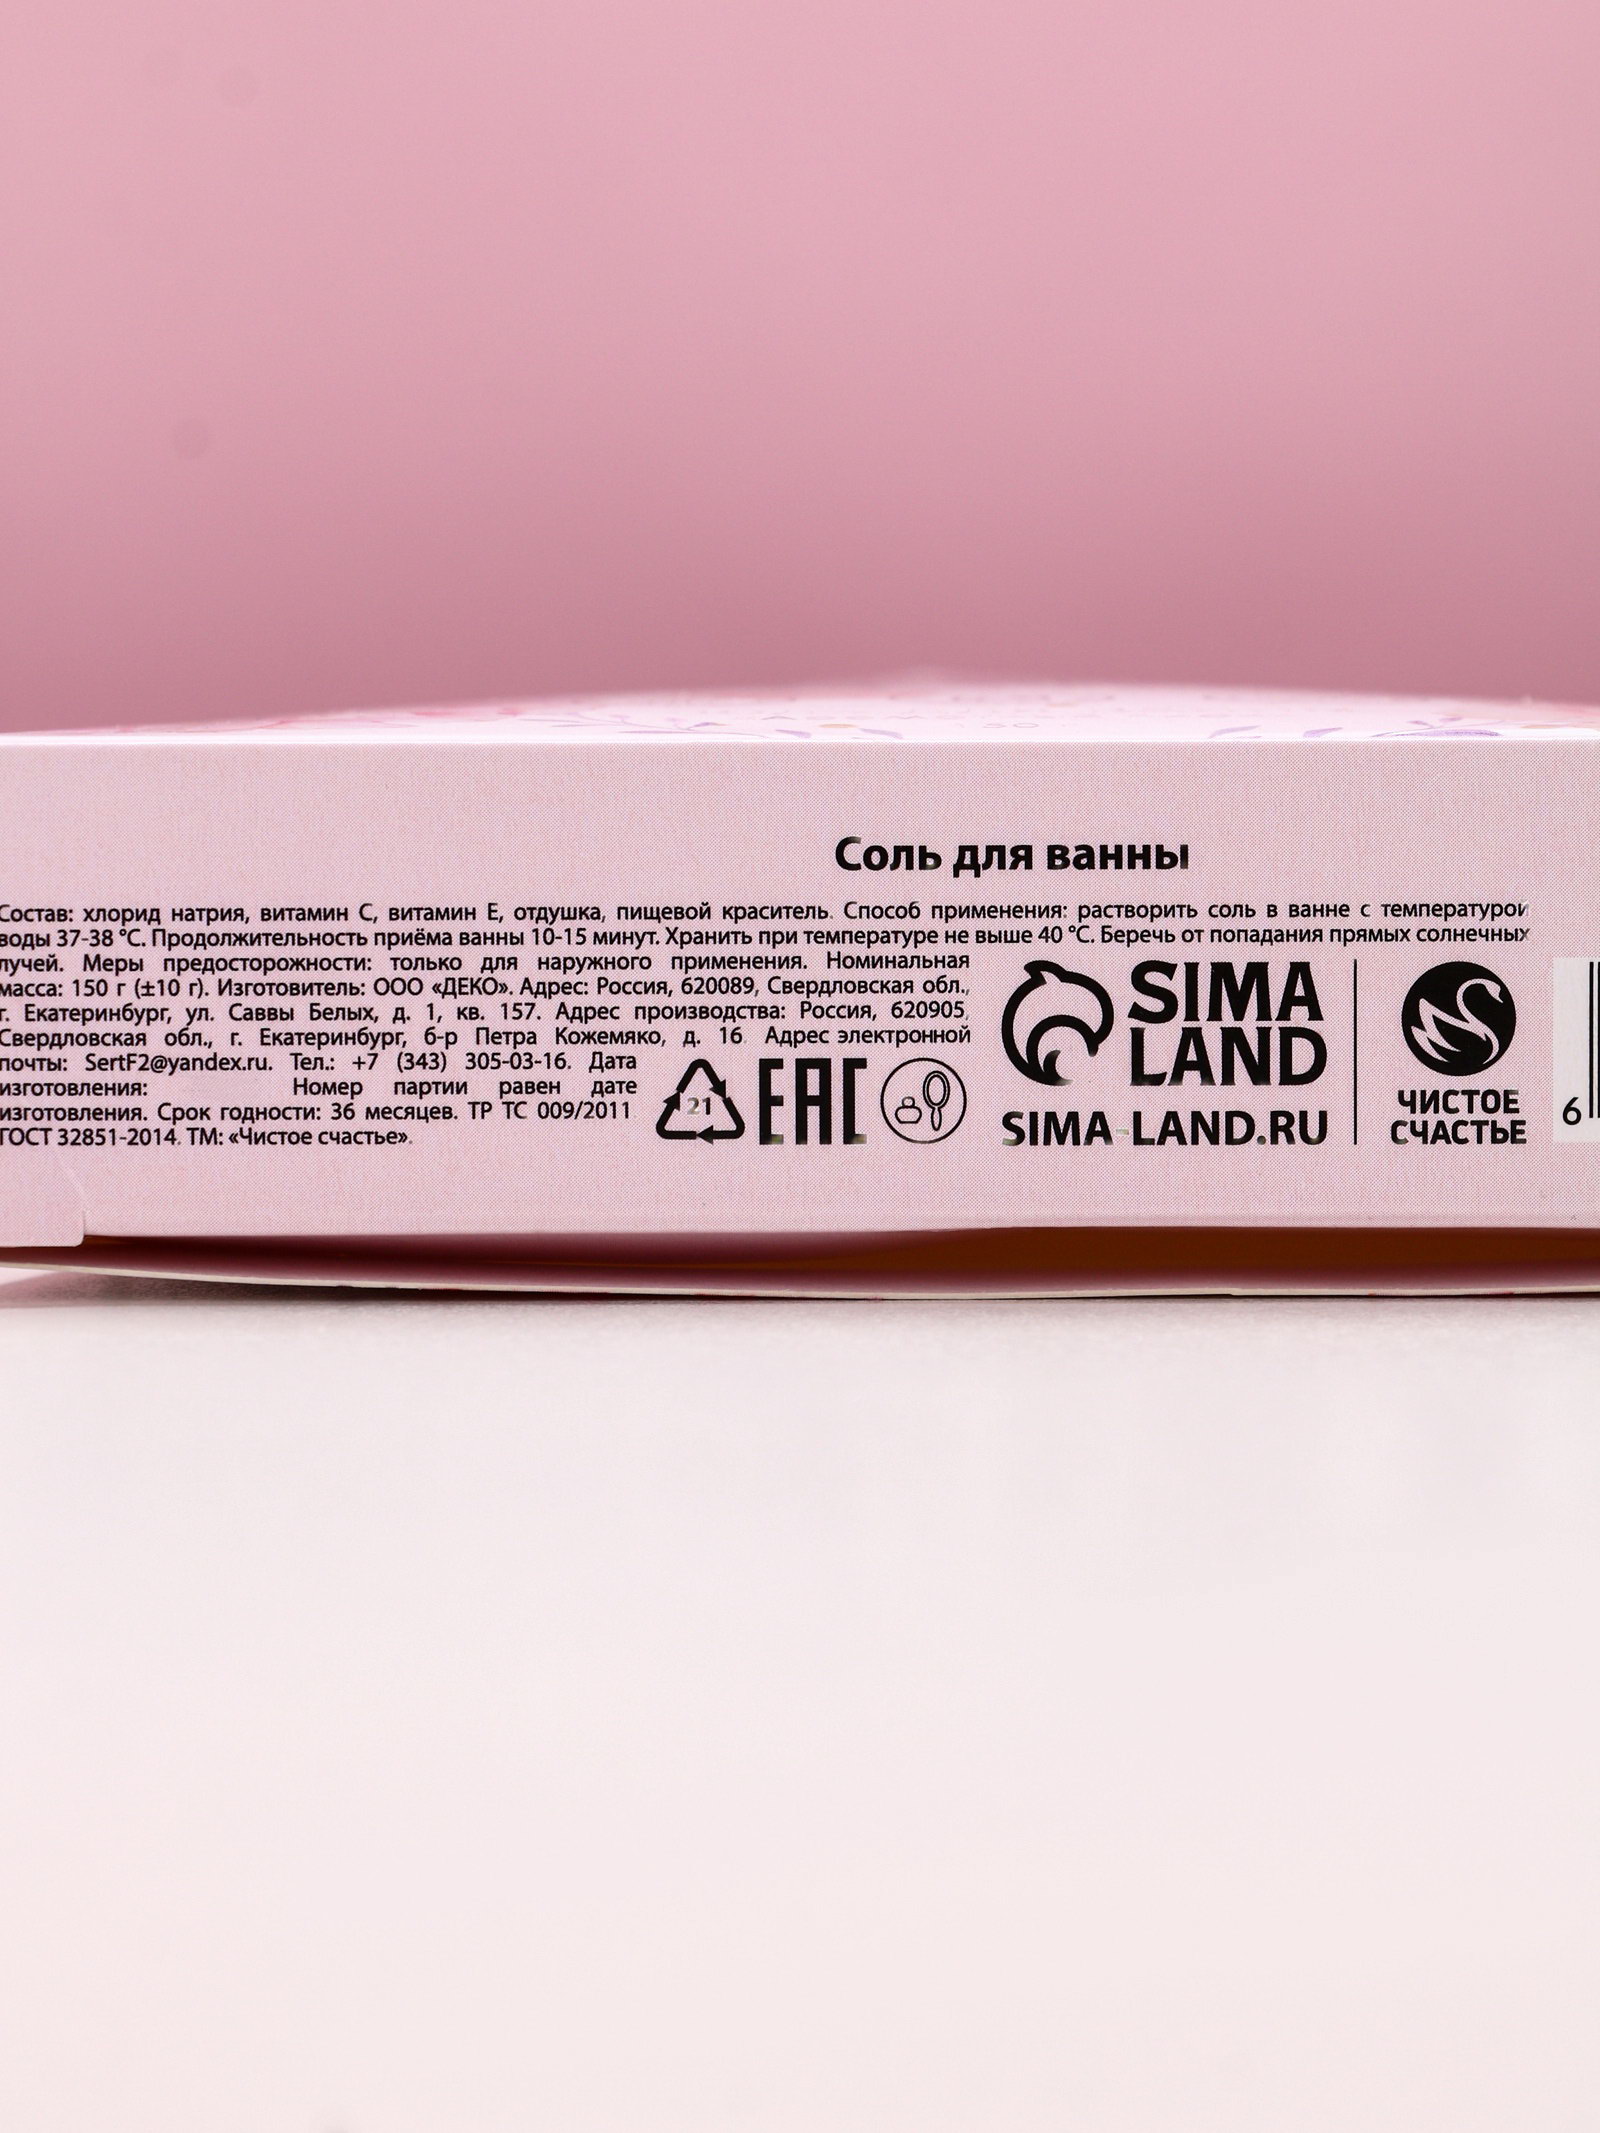 Соль для ванны
Состав: хлорид натрия, витамин С, витамин Е, отдушка, пищевой краситель. Способ применения: растворить соль в ванне с температурой
воды 37-38 °С. Продолжительность приёма ванны 10-15 минут. Хранить при температуре не выше 40 °С. Беречь от попадания прямых солнечных
лучей. Меры предосторожности: только для наружного применения. Номинальная
масса: 150 г (±10 г). Изготовитель: ООО «ДЕКО». Адрес: Россия, 620089, Свердловская обл.,
г. Екатеринбург, ул. Саввы Белых, д. 1, кв. 157. Адрес производства: Россия, 620905,
Свердловская обл., г. Екатеринбург, б-р Петра Кожемяко, д. 16. Адрес электронной
почты: SertF2@yandex.ru. Тел.: +7 (343) 305-03-16. Дата
изготовления: Номер партии равен дате
изготовления. Срок годности: 36 месяцев. ТР ТС 009/2011.
ГОСТ 32851-2014. ТМ: «Чистое счастье».
21
EAC
SIMA
LAND
SIMA-LAND.RU
ЧИСТОЕ
СЧАСТЬЕ
6